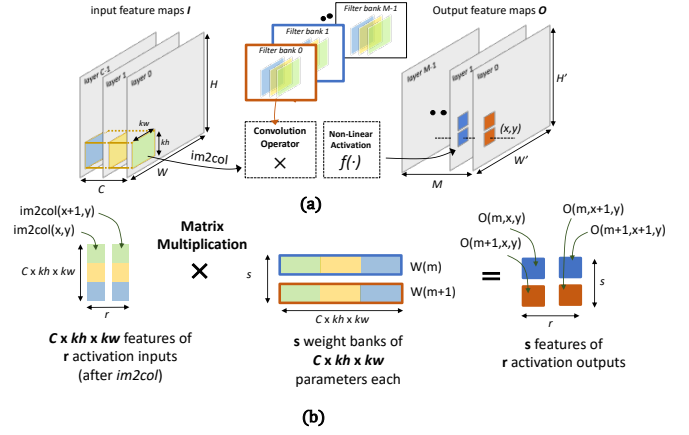 input feature maps I
layer C-1
layer 1
layer 0
H
kw
kh
W
C
im2col
Filter bank M-1
Filter bank 1
Filter bank 0
Convolution
Operator
×
Non-Linear
Activation
f(·)
Output feature maps O
layer M-1
layer 1
layer 0
H'
(x,y)
W'
M
(a)
im2col(x+1,y)
im2col(x,y)
C x kh x kw
r
C x kh x kw features of
r activation inputs
(after im2col)
Matrix
Multiplication
×
s
W(m)
W(m+1)
C x kh x kw
s weight banks of
C x kh x kw
parameters each
=
O(m,x,y)
O(m+1,x,y)
O(m,x+1,y)
O(m+1,x+1,y)
s
r
s features of
r activation outputs
(b)